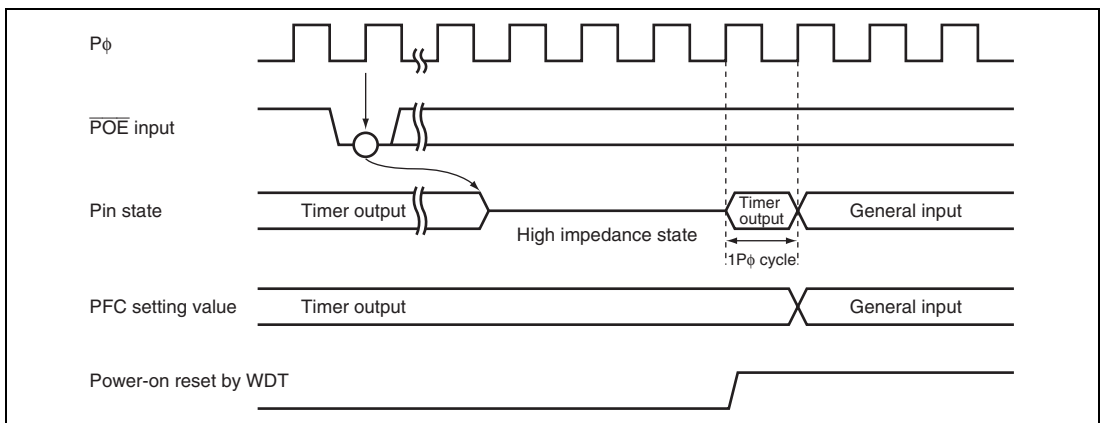 Pφ
POE input
Pin state
Timer output
High impedance state
Timer
output
General input
1Pφ cycle
PFC setting value
Timer output
General input
Power-on reset by WDT